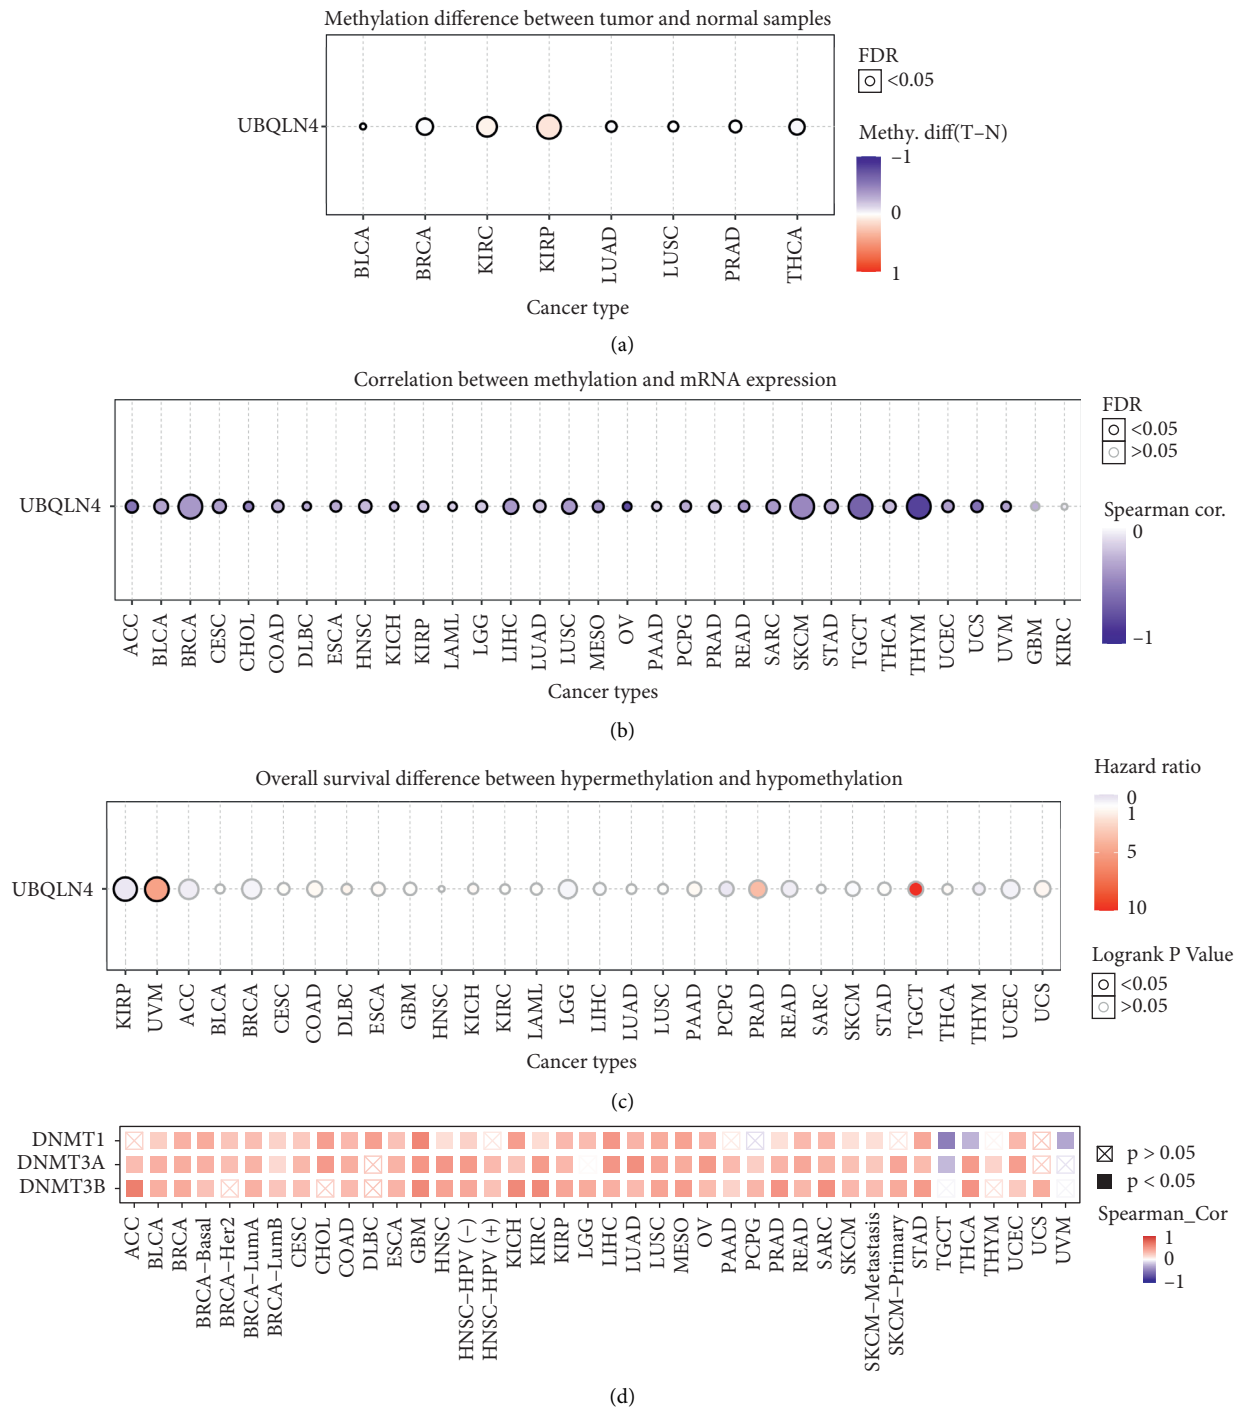 Methylation difference between tumor and normal samples
UBQLN4
BLCA
BRCA
KIRC
KIRP
LUAD
LUSC
PRAD
THCA
Cancer type
FDR
<0.05
Methy. diff(T–N)
–1
0
1
(a)
Correlation between methylation and mRNA expression
UBQLN4
ACC
BLCA
BRCA
CESC
CHOL
COAD
DLBC
ESCA
HNSC
KICH
KIRP
LAML
LGG
LIHC
LUAD
LUSC
MESO
OV
PAAD
PCPG
PRAD
READ
SARC
SKCM
STAD
TGCT
THCA
THYM
UCEC
UCS
UVM
GBM
KIRC
Cancer types
FDR
<0.05
>0.05
Spearman cor.
0
–1
(b)
Overall survival difference between hypermethylation and hypomethylation
UBQLN4
KIRP
UVM
ACC
BLCA
BRCA
CESC
COAD
DLBC
ESCA
GBM
HNSC
KICH
KIRC
LAML
LGG
LIHC
LUAD
LUSC
PAAD
PCPG
PRAD
READ
SARC
SKCM
STAD
TGCT
THCA
THYM
UCEC
UCS
Cancer types
Hazard ratio
0
1
5
10
Logrank P Value
<0.05
>0.05
(c)
DNMT1
DNMT3A
DNMT3B
ACC
BLCA
BRCA
BRCA–Basal
BRCA–Her2
BRCA–LumA
BRCA–LumB
CESC
CHOL
COAD
DLBC
ESCA
GBM
HNSC
HNSC–HPV (–)
HNSC–HPV (+)
KICH
KIRC
KIRP
LGG
LIHC
LUAD
LUSC
MESO
OV
PAAD
PCPG
PRAD
READ
SARC
SKCM
SKCM–Metastasis
SKCM–Primary
STAD
TGCT
THCA
THYM
UCEC
UCS
UVM
p > 0.05
p < 0.05
Spearman_Cor
1
0
–1
(d)